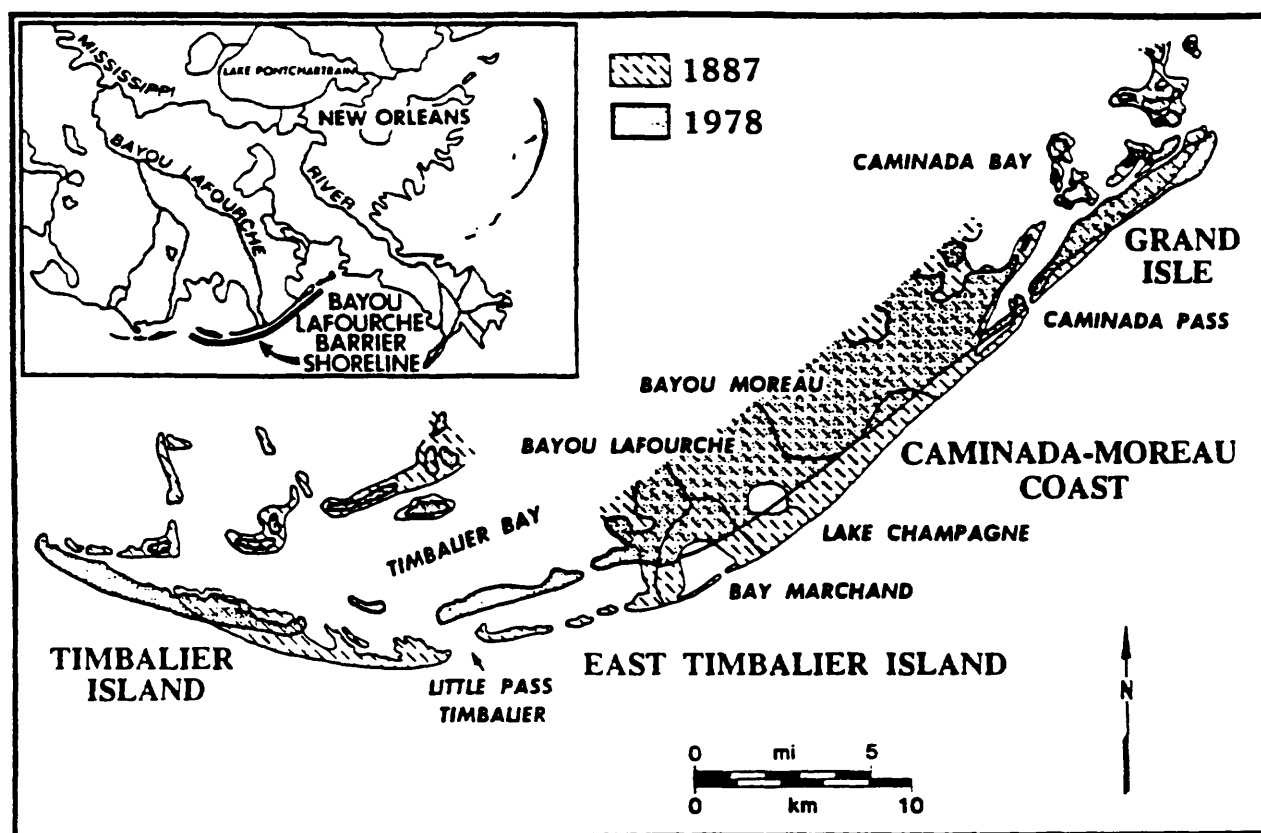 MISSISSIPPI
LAKE PONTCHARTRAIN
NEW ORLEANS
BAYOU LAFOURCHE
RIVER
BAYOU
LAFOURCHE
BARRIER
SHORELINE
1887
1978
CAMINADA BAY
GRAND
ISLE
CAMINADA PASS
BAYOU MOREAU
BAYOU LAFOURCHE
CAMINADA-MOREAU
COAST
TIMBALIER BAY
LAKE CHAMPAGNE
BAY MARCHAND
TIMBALIER
ISLAND
EAST TIMBALIER ISLAND
LITTLE PASS
TIMBALIER
N
0 mi 5
0 km 10